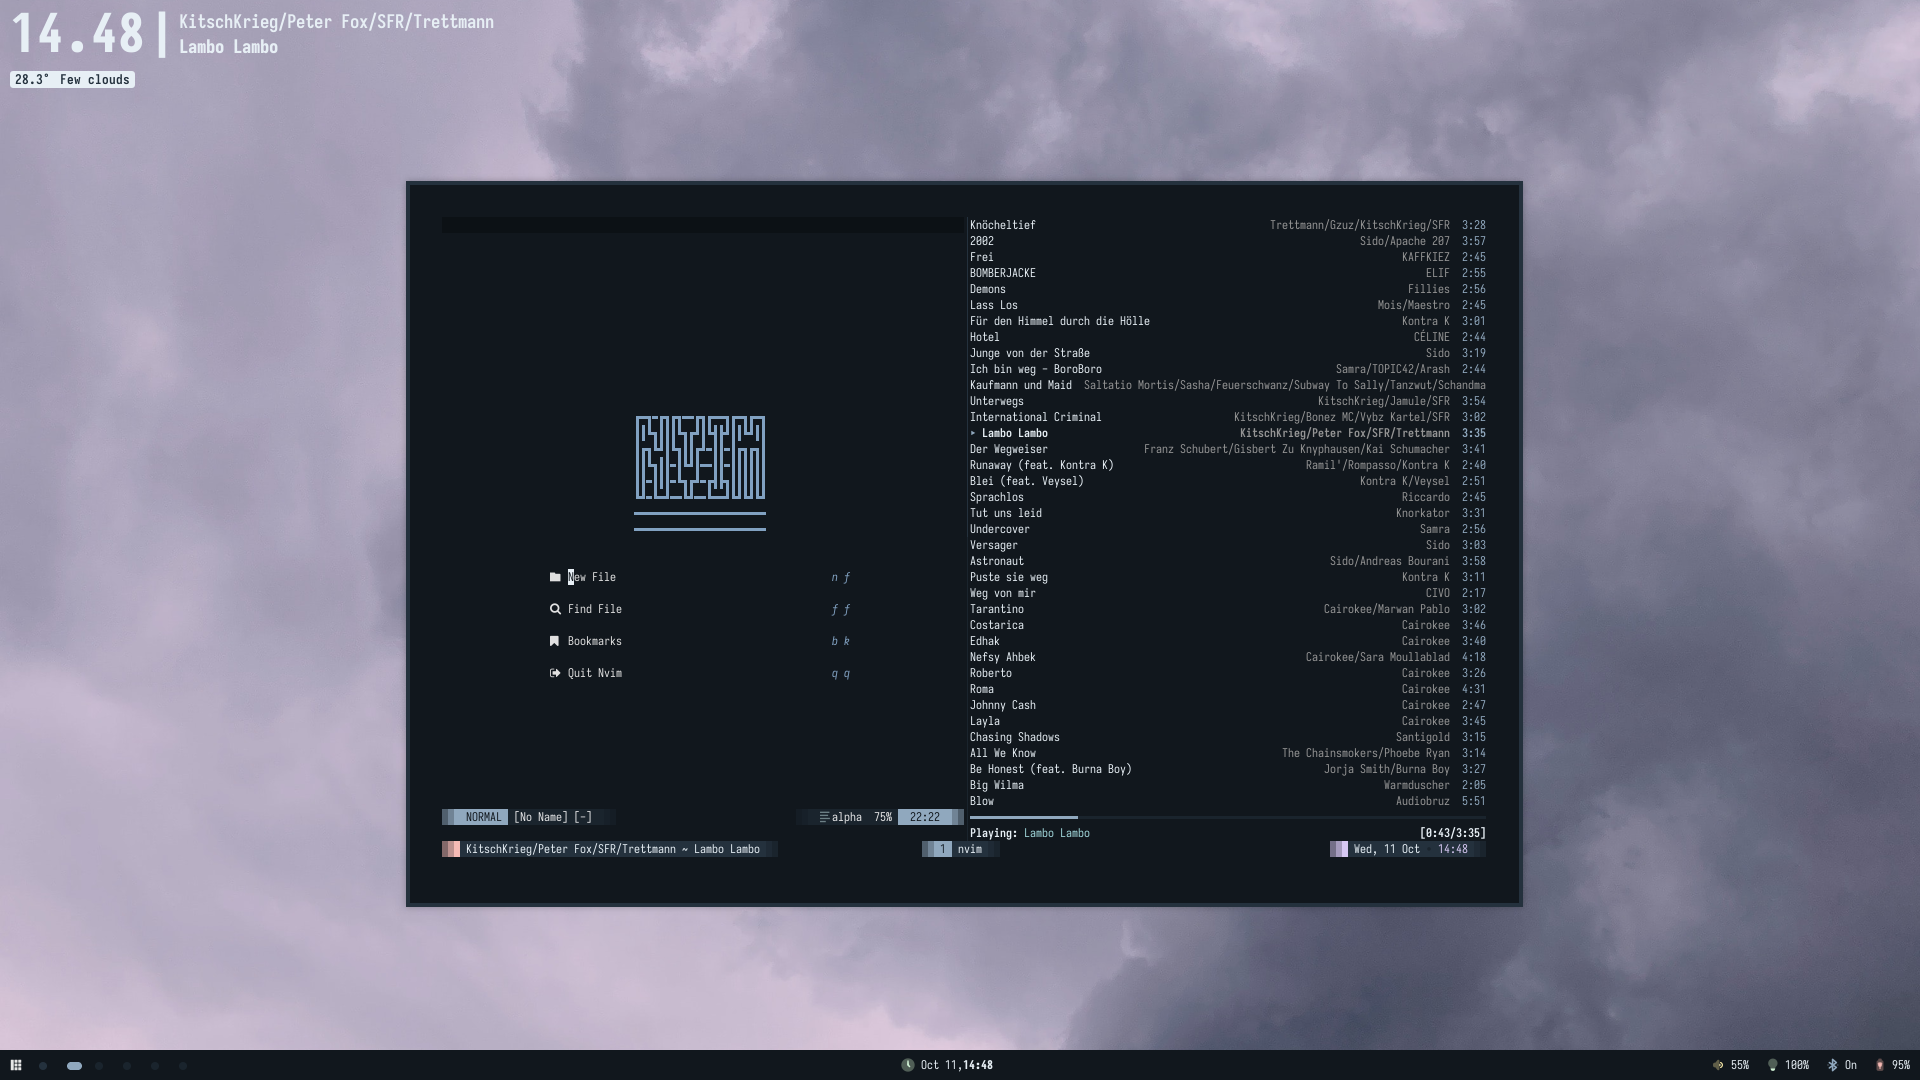 14.48
KitschKrieg/Peter Fox/SFR/Trettmann
Lambo Lambo
28.3° Few clouds
Knöcheltief Trettmann/Gzuz/KitschKrieg/SFR 3:28
2002 Sido/Apache 207 3:57
Frei KAFFKIEZ 2:45
BOMBERJACKE ELIF 2:55
Demons Fillies 2:56
Lass Los Mois/Maestro 2:45
Für den Himmel durch die Hölle Kontra K 3:01
Hotel CÉLINE 2:44
Junge von der Straße Sido 3:19
Ich bin weg - BoroBoro Samra/TOPIC42/Arash 2:44
Kaufmann und Maid Saltatio Mortis/Sasha/Feuerschwanz/Subway To Sally/Tanzwut/Schandma
Unterwegs KitschKrieg/Jamule/SFR 3:54
International Criminal KitschKrieg/Bonez MC/Vybz Kartel/SFR 3:02
Lambo Lambo KitschKrieg/Peter Fox/SFR/Trettmann 3:35
Der Wegweiser Franz Schubert/Gisbert Zu Knyphausen/Kai Schumacher 3:41
Runaway (feat. Kontra K) Ramil'/Rompasso/Kontra K 2:40
Blei (feat. Veysel) Kontra K/Veysel 2:51
Sprachlos Riccardo 2:45
Tut uns leid Knorkator 3:31
Undercover Samra 2:56
Versager Sido 3:03
Astronaut Sido/Andreas Bourani 3:58
Puste sie weg Kontra K 3:11
Weg von mir CIVO 2:17
Tarantino Cairokee/Marwan Pablo 3:02
Costarica Cairokee 3:46
Edhak Cairokee 3:40
Nefsy Ahbek Cairokee/Sara Moullablad 4:18
Roberto Cairokee 3:26
Roma Cairokee 4:31
Johnny Cash Cairokee 2:47
Layla Cairokee 3:45
Chasing Shadows Santigold 3:15
All We Know The Chainsmokers/Phoebe Ryan 3:14
Be Honest (feat. Burna Boy) Jorja Smith/Burna Boy 3:27
Big Wilma Warmduscher 2:05
Blow Audiobruz 5:51
New File n f
Find File f f
Bookmarks b k
Quit Nvim q q
NORMAL [No Name] [-] alpha 75% 22:22
Playing: Lambo Lambo [0:43/3:35]
KitschKrieg/Peter Fox/SFR/Trettmann ~ Lambo Lambo 1 nvim Wed, 11 Oct 14:48
Oct 11,14:48 55% 100% On 95%